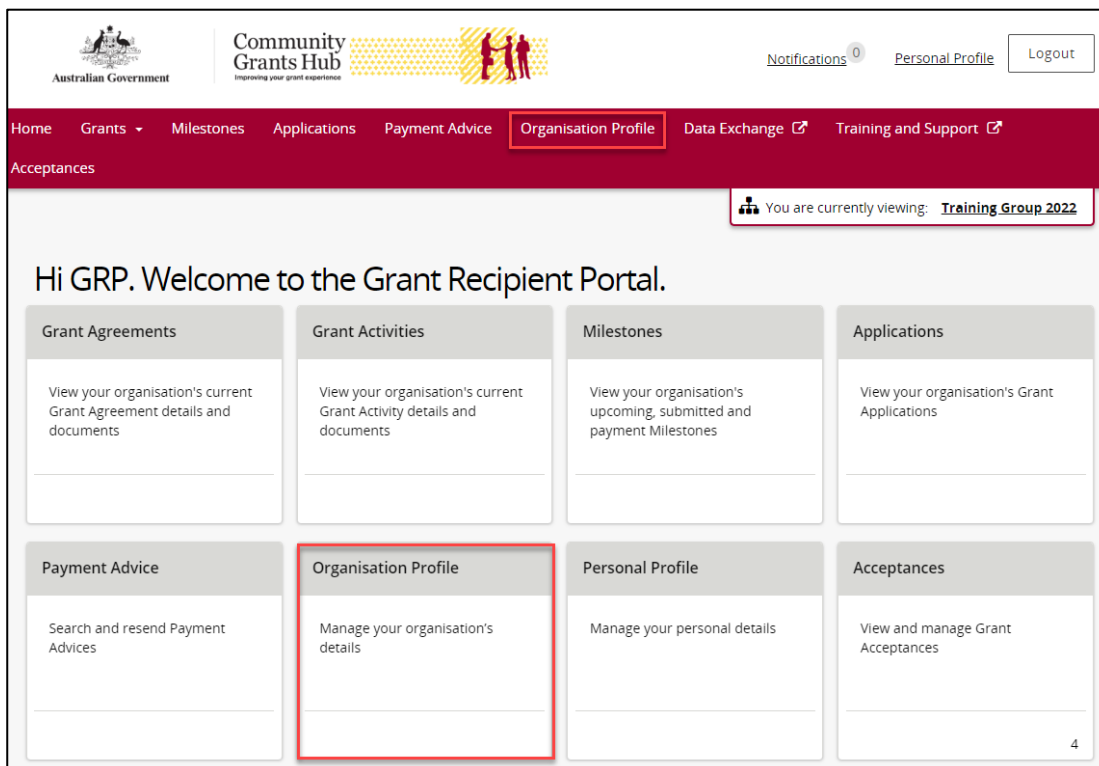 Australian Government
Community
Grants Hub
Improving your grant experience
Notifications 0
Personal Profile
Logout
Home Grants Milestones Applications Payment Advice Organisation Profile Data Exchange Training and Support
Acceptances
You are currently viewing: Training Group 2022
Hi GRP. Welcome to the Grant Recipient Portal.
Grant Agreements
View your organisation's current
Grant Agreement details and
documents
Grant Activities
View your organisation's current
Grant Activity details and
documents
Milestones
View your organisation's
upcoming, submitted and
payment Milestones
Applications
View your organisation's Grant
Applications
Payment Advice
Search and resend Payment
Advices
Organisation Profile
Manage your organisation's
details
Personal Profile
Manage your personal details
Acceptances
View and manage Grant
Acceptances
4